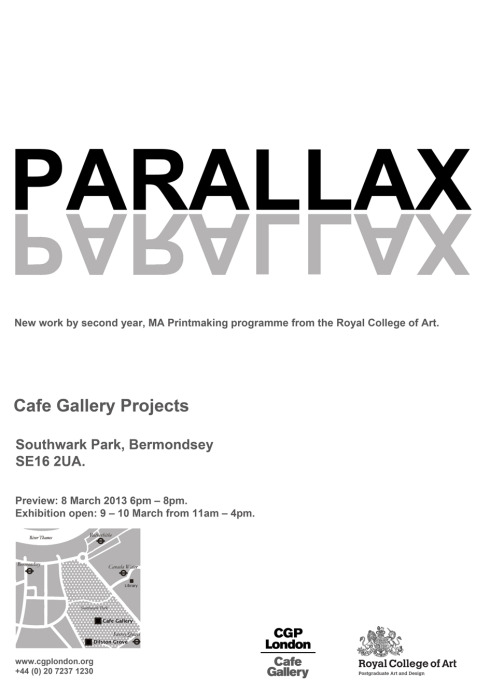 PARALLAX
PARALLAX
New work by second year, MA Printmaking programme from the Royal College of Art.
Cafe Gallery Projects
Southwark Park, Bermondsey
SE16 2UA.
Preview: 8 March 2013 6pm – 8pm.
Exhibition open: 9 – 10 March from 11am – 4pm.
River Thames
Rotherhithe
Bermondsey
Canada Water
Library
Southwark Park
Cafe Gallery
Surrey Quays
Dilston Grove
www.cgplondon.org
+44 (0) 20 7237 1230
CGP
London
Cafe
Gallery
Royal College of Art
Postgraduate Art and Design